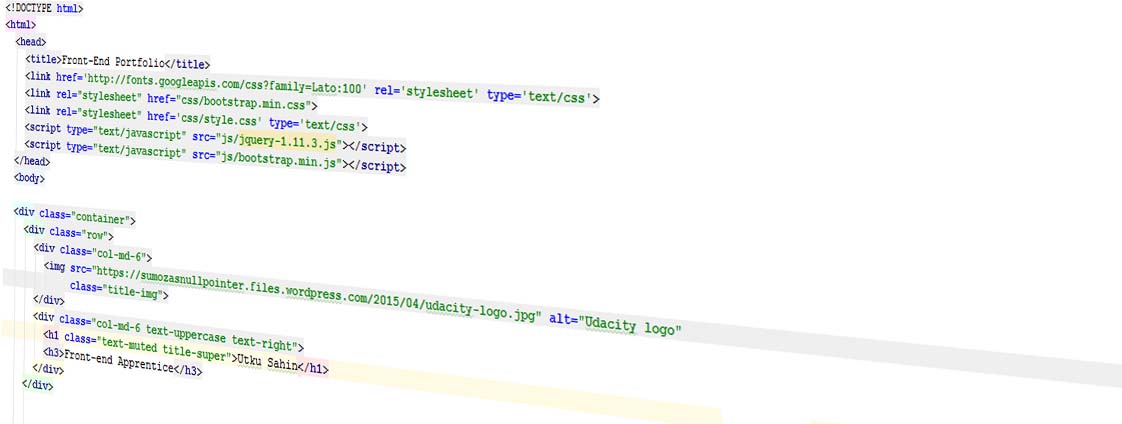 <!DOCTYPE html>
<html>
<head>
<title>Front-End Portfolio</title>
<link href='http://fonts.googleapis.com/css?family=Lato:100' rel='stylesheet' type='text/css'>
<link rel="stylesheet" href="css/bootstrap.min.css">
<link rel="stylesheet" href='css/style.css' type='text/css'>
<script type="text/javascript" src="js/jquery-1.11.3.js"></script>
<script type="text/javascript" src="js/bootstrap.min.js"></script>
</head>
<body>
<div class="container">
<div class="row">
<div class="col-md-6">
<img src="https://sumozasnullpointer.files.wordpress.com/2015/04/udacity-logo.jpg" alt="Udacity logo"
class="title-img">
</div>
<div class="col-md-6 text-uppercase text-right">
<h1 class="text-muted title-super">Utku Sahin</h1>
<h3>Front-end Apprentice</h3>
</div>
</div>